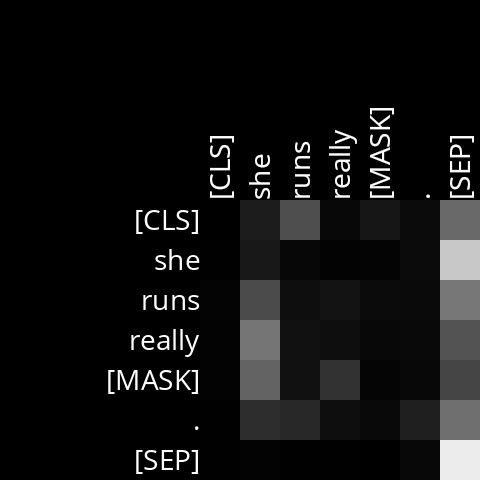 [CLS] she runs really [MASK] . [SEP]
[CLS]
she
runs
really
[MASK]
.
[SEP]